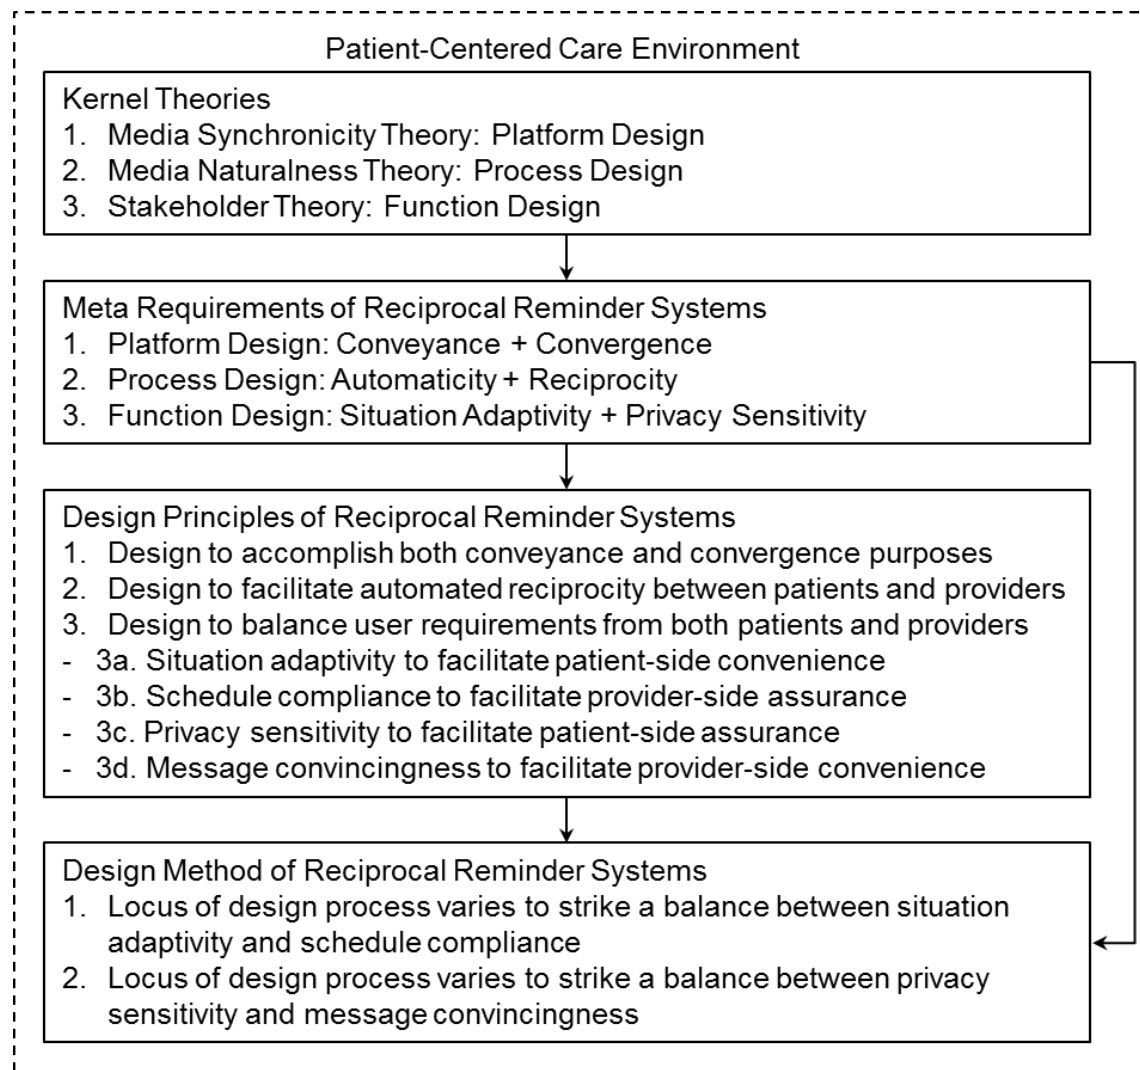 Patient-Centered Care Environment
Kernel Theories
1. Media Synchronicity Theory: Platform Design
2. Media Naturalness Theory: Process Design
3. Stakeholder Theory: Function Design
Meta Requirements of Reciprocal Reminder Systems
1. Platform Design: Conveyance + Convergence
2. Process Design: Automaticity + Reciprocity
3. Function Design: Situation Adaptivity + Privacy Sensitivity
Design Principles of Reciprocal Reminder Systems
1. Design to accomplish both conveyance and convergence purposes
2. Design to facilitate automated reciprocity between patients and providers
3. Design to balance user requirements from both patients and providers
- 3a. Situation adaptivity to facilitate patient-side convenience
- 3b. Schedule compliance to facilitate provider-side assurance
- 3c. Privacy sensitivity to facilitate patient-side assurance
- 3d. Message convincingness to facilitate provider-side convenience
Design Method of Reciprocal Reminder Systems
1. Locus of design process varies to strike a balance between situation
adaptivity and schedule compliance
2. Locus of design process varies to strike a balance between privacy
sensitivity and message convincingness